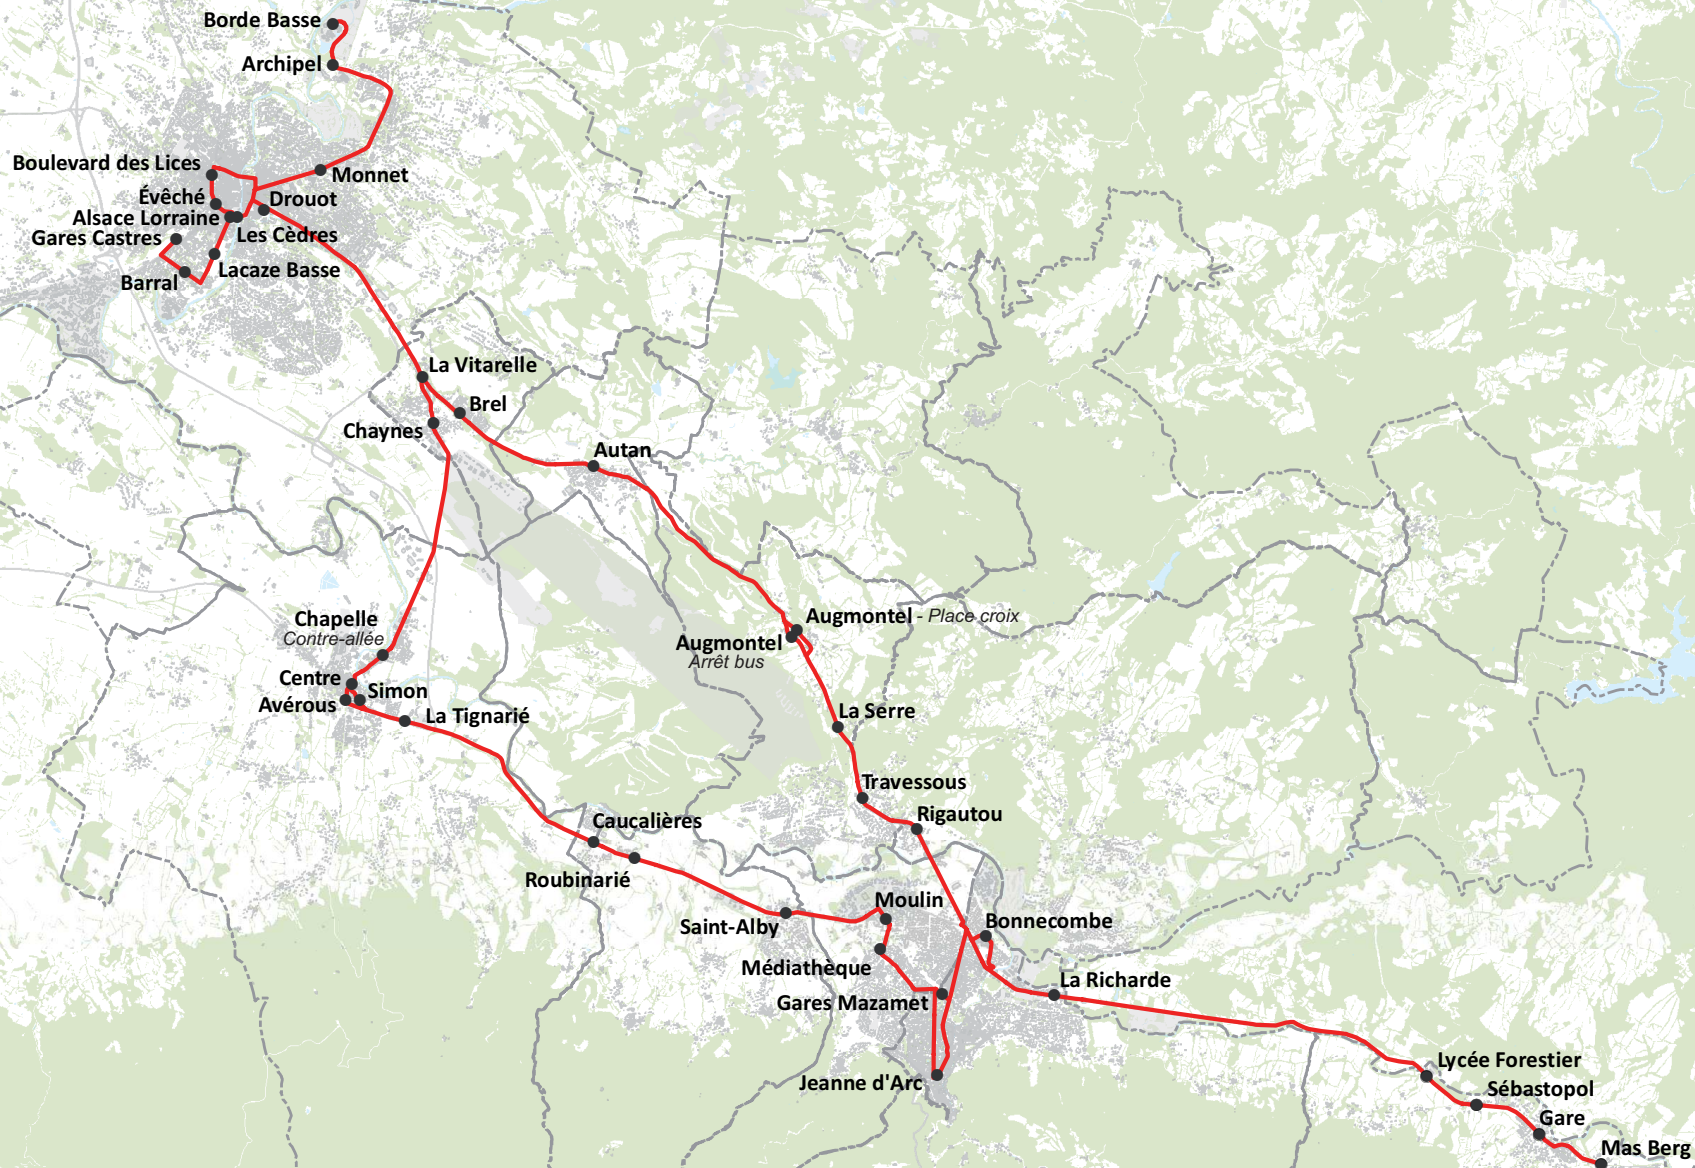 Borde Basse
Archipel
Boulevard des Lices
Monnet
Évêché
Drouot
Alsace Lorraine
Les Cèdres
Gares Castres
Lacaze Basse
Barral
La Vitarelle
Brel
Chaynes
Autan
Chapelle
Contre-allée
Augmontel - Place croix
Augmontel
Arrêt bus
Centre
Simon
Avérous
La Tignarié
La Serre
Travessous
Rigautou
Caucalières
Roubinarié
Moulin
Saint-Alby
Bonnecombe
Médiathèque
La Richarde
Gares Mazamet
Jeanne d'Arc
Lycée Forestier
Sébastopol
Gare
Mas Berg